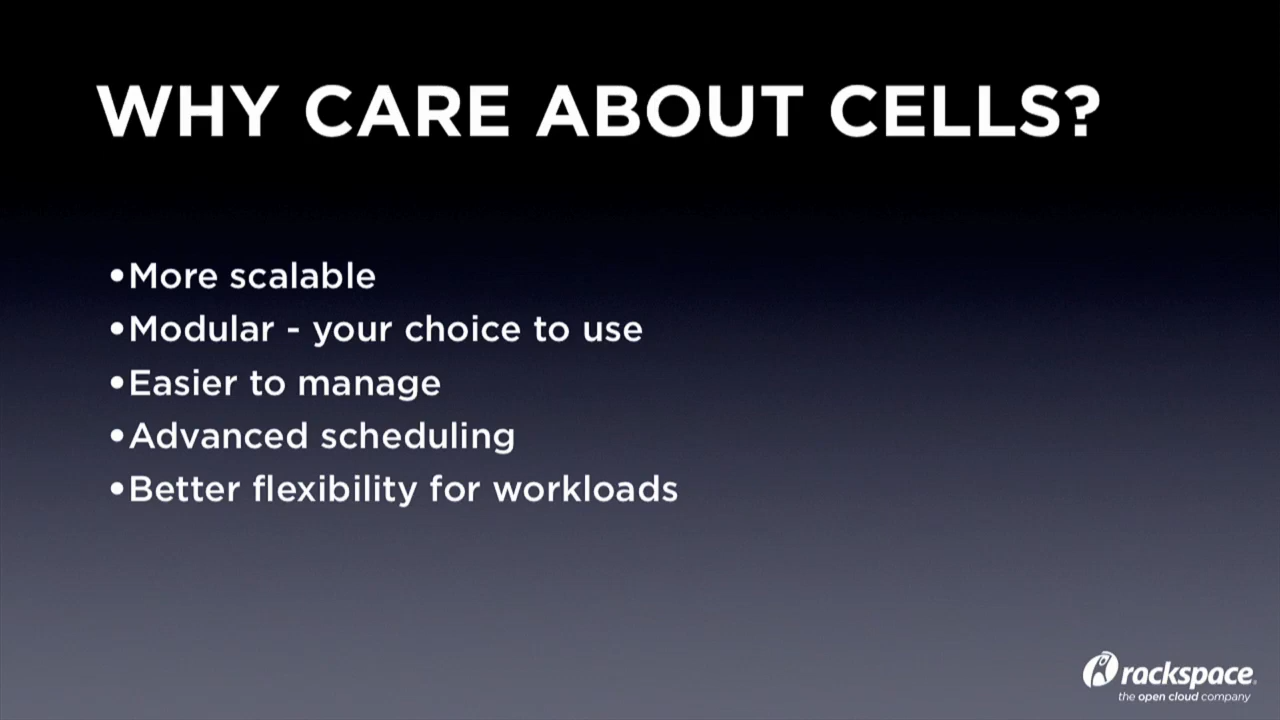 WHY CARE ABOUT CELLS?
•More scalable
•Modular - your choice to use
•Easier to manage
•Advanced scheduling
•Better flexibility for workloads
rackspace.
the open cloud company